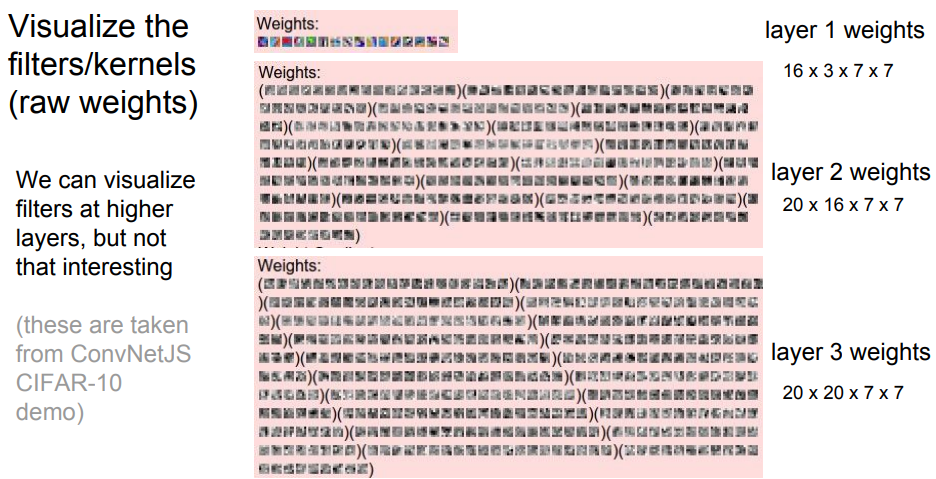 Visualize the
filters/kernels
(raw weights)
We can visualize
filters at higher
layers, but not
that interesting
(these are taken
from ConvNetJS
CIFAR-10
demo)
Weights:
layer 1 weights
16 x 3 x 7 x 7
Weights:
layer 2 weights
20 x 16 x 7 x 7
Weights:
layer 3 weights
20 x 20 x 7 x 7